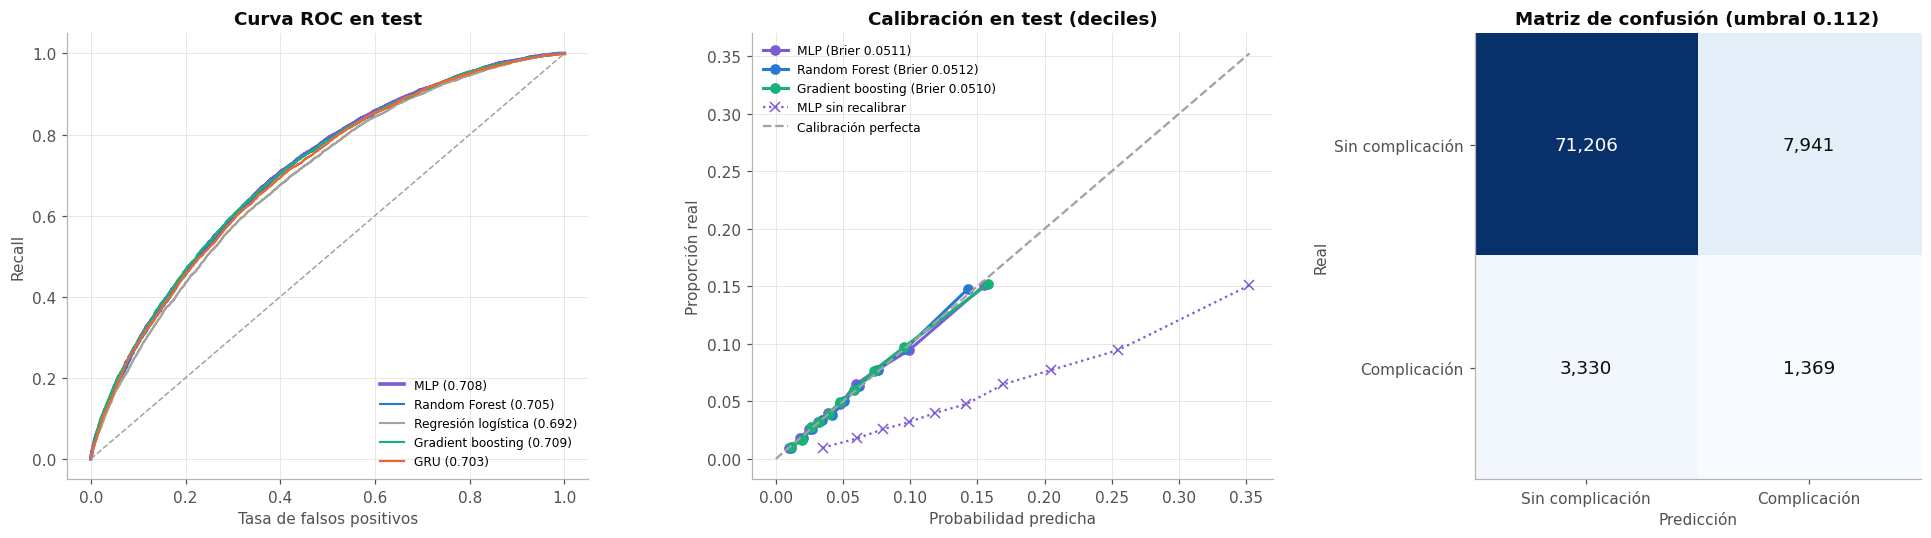 Curva ROC en test
1.0
0.8
0.6
0.4
0.2
0.0
Recall
MLP (0.708)
Random Forest (0.705)
Regresión logística (0.692)
Gradient boosting (0.709)
GRU (0.703)
0.0 0.2 0.4 0.6 0.8 1.0
Tasa de falsos positivos
Calibración en test (deciles)
0.35
0.30
0.25
0.20
0.15
0.10
0.05
0.00
Proporción real
MLP (Brier 0.0511)
Random Forest (Brier 0.0512)
Gradient boosting (Brier 0.0510)
MLP sin recalibrar
Calibración perfecta
0.00 0.05 0.10 0.15 0.20 0.25 0.30 0.35
Probabilidad predicha
Matriz de confusión (umbral 0.112)
Real
Sin complicación 71,206 7,941
Complicación 3,330 1,369
Sin complicación Complicación
Predicción